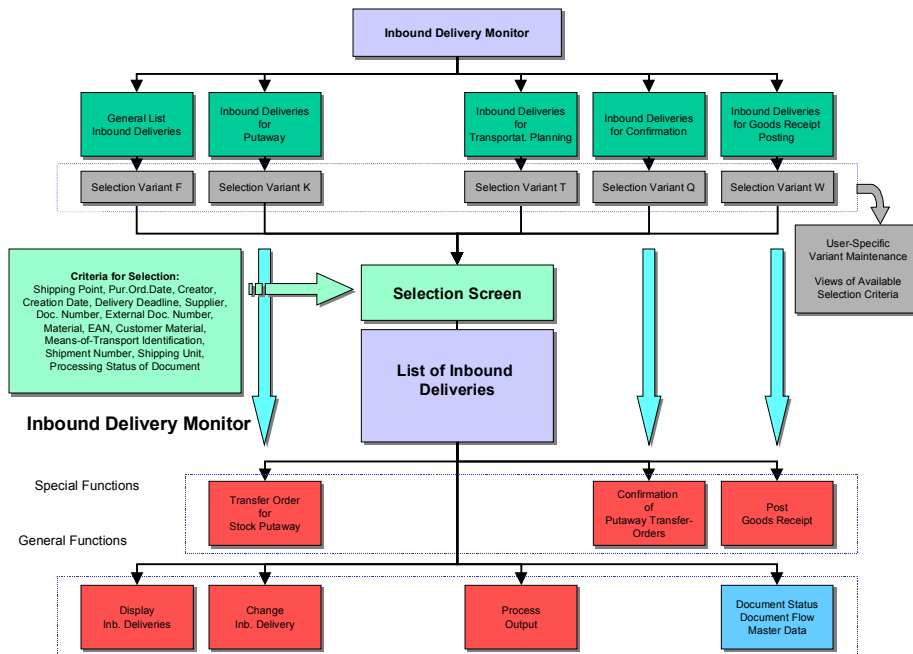 Inbound Delivery Monitor
General List
Inbound Deliveries
Inbound Deliveries
for
Putaway
Inbound Deliveries
for
Transportat. Planning
Inbound Deliveries
for Confirmation
Inbound Deliveries
for Goods Receipt
Posting
Selection Variant F
Selection Variant K
Selection Variant T
Selection Variant Q
Selection Variant W
User-Specific
Variant Maintenance
Views of Available
Selection Criteria
Criteria for Selection:
Shipping Point, Pur.Ord.Date, Creator,
Creation Date, Delivery Deadline, Supplier,
Doc. Number, External Doc. Number,
Material, EAN, Customer Material,
Means-of-Transport Identification,
Shipment Number, Shipping Unit,
Processing Status of Document
Selection Screen
List of Inbound
Deliveries
Inbound Delivery Monitor
Special Functions
Transfer Order
for
Stock Putaway
Confirmation
of
Putaway Transfer-
Orders
Post
Goods Receipt
General Functions
Display
Inb. Deliveries
Change
Inb. Delivery
Process
Output
Document Status
Document Flow
Master Data